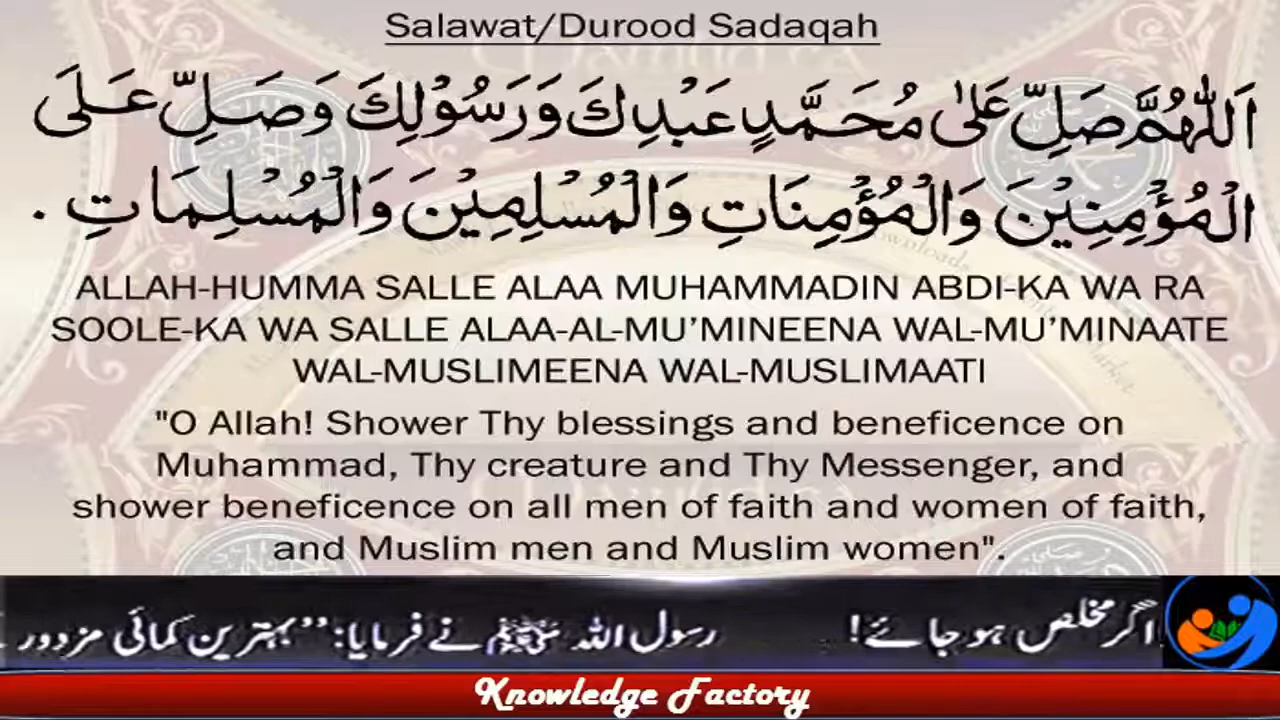 Salawat/Durood Sadaqah
اَللّٰهُمَّ صَلِّ عَلٰى مُحَمَّدٍ عَبْدِكَ وَرَسُوْلِكَ وَصَلِّ عَلَى
الْمُؤْمِنِيْنَ وَالْمُؤْمِنَاتِ وَالْمُسْلِمِيْنَ وَالْمُسْلِمَاتِ .
ALLAH-HUMMA SALLE ALAA MUHAMMADIN ABDI-KA WA RA
SOOLE-KA WA SALLE ALAA-AL-MU’MINEENA WAL-MU’MINAATE
WAL-MUSLIMEENA WAL-MUSLIMAATI
"O Allah! Shower Thy blessings and beneficence on
Muhammad, Thy creature and Thy Messenger, and
shower beneficence on all men of faith and women of faith,
and Muslim men and Muslim women".
اگر مخلص ہو جائے! رسول اللہ ﷺ نے فرمایا: ’’بہترین کمائی مزدور
Knowledge Factory